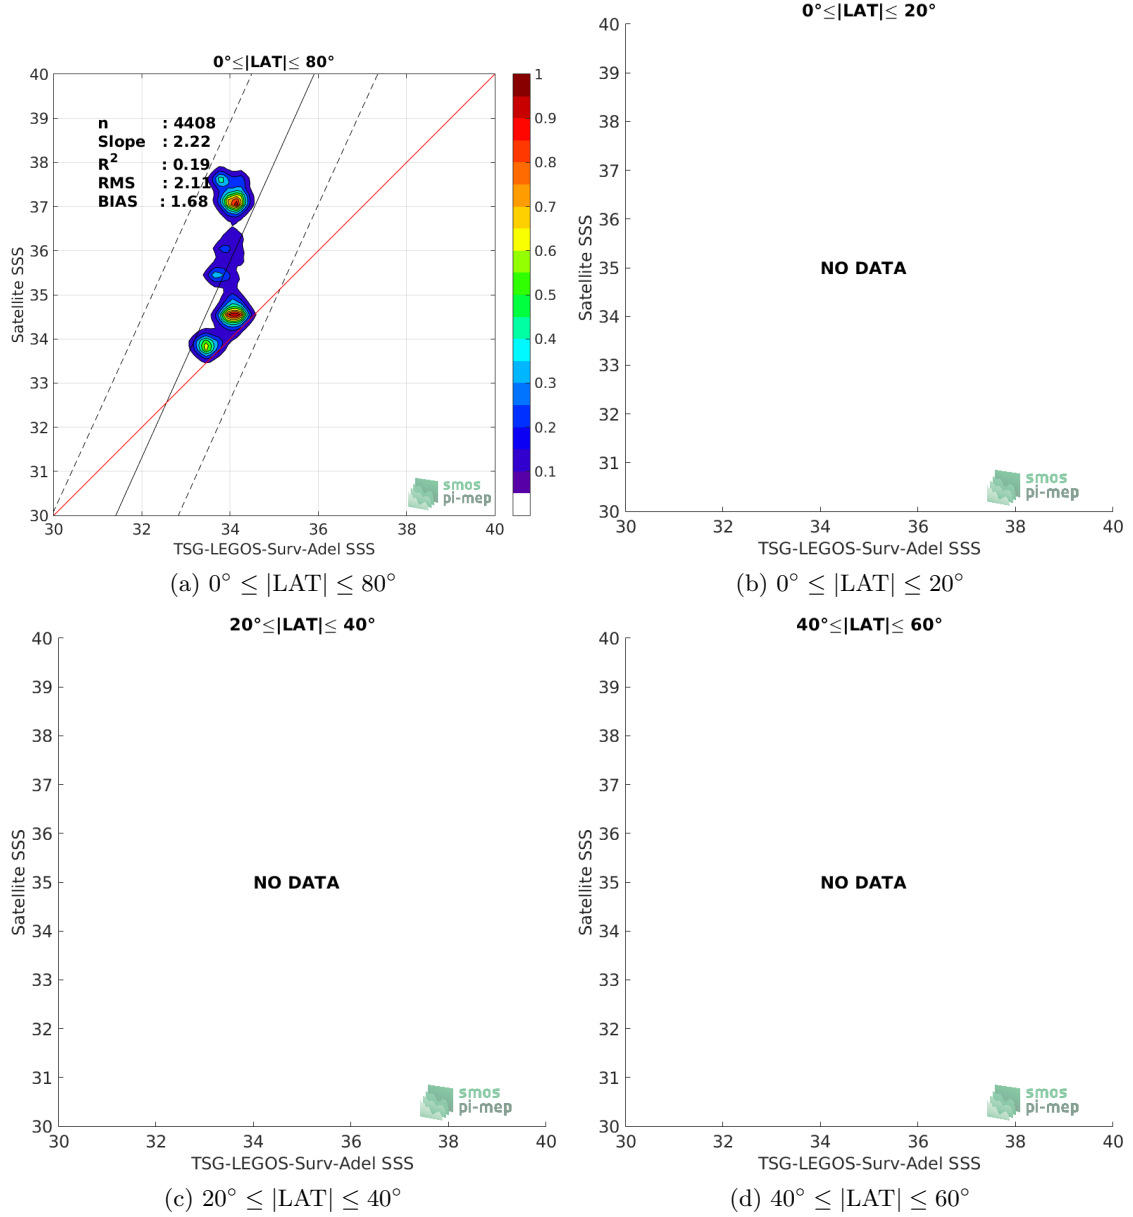 0°≤|LAT|≤ 80°
n : 4408
Slope : 2.22
R² : 0.19
RMS : 2.11
BIAS : 1.68
40
39
38
37
36
35
34
33
32
31
30
Satellite SSS
30 32 34 36 38 40
TSG-LEGOS-Surv-Adel SSS
1
0.9
0.8
0.7
0.6
0.5
0.4
0.3
0.2
0.1
smos
pi-mep
(a) 0° ≤ |LAT| ≤ 80°
0°≤|LAT|≤ 20°
40
39
38
37
36
35
34
33
32
31
30
Satellite SSS
NO DATA
smos
pi-mep
30 32 34 36 38 40
TSG-LEGOS-Surv-Adel SSS
(b) 0° ≤ |LAT| ≤ 20°
20°≤|LAT|≤ 40°
40
39
38
37
36
35
34
33
32
31
30
Satellite SSS
NO DATA
smos
pi-mep
30 32 34 36 38 40
TSG-LEGOS-Surv-Adel SSS
(c) 20° ≤ |LAT| ≤ 40°
40°≤|LAT|≤ 60°
40
39
38
37
36
35
34
33
32
31
30
Satellite SSS
NO DATA
smos
pi-mep
30 32 34 36 38 40
TSG-LEGOS-Surv-Adel SSS
(d) 40° ≤ |LAT| ≤ 60°